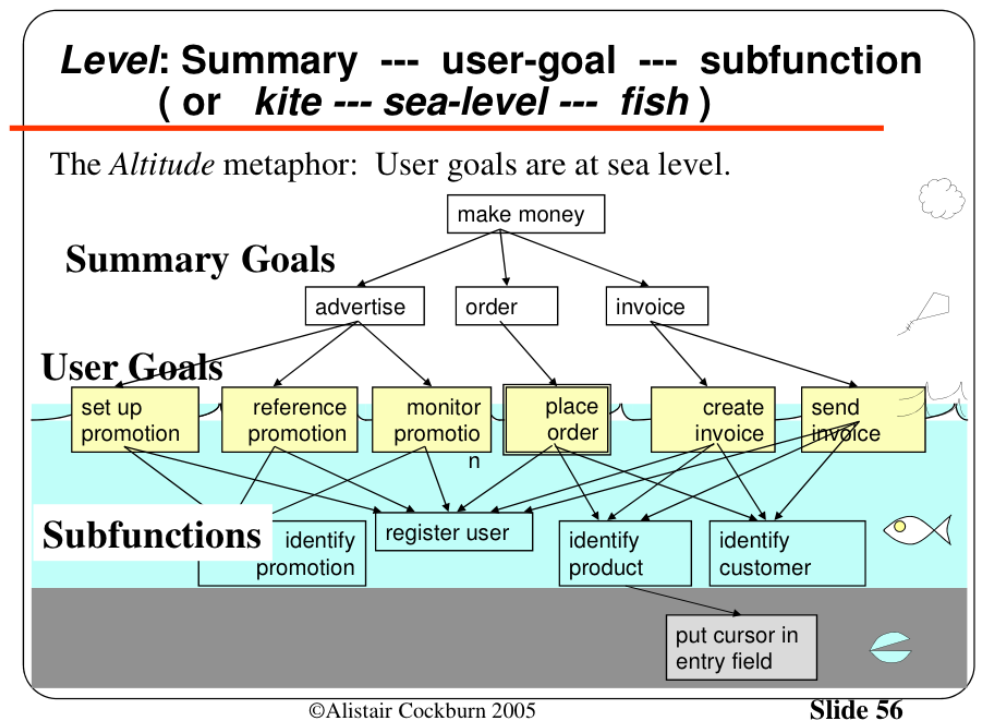 Level: Summary --- user-goal --- subfunction
( or kite --- sea-level --- fish )
The Altitude metaphor: User goals are at sea level.
make money
Summary Goals
advertise
order
invoice
User Goals
set up
promotion
reference
promotion
monitor
promotio
n
place
order
create
invoice
send
invoice
Subfunctions
identify
promotion
register user
identify
product
identify
customer
put cursor in
entry field
©Alistair Cockburn 2005
Slide 56